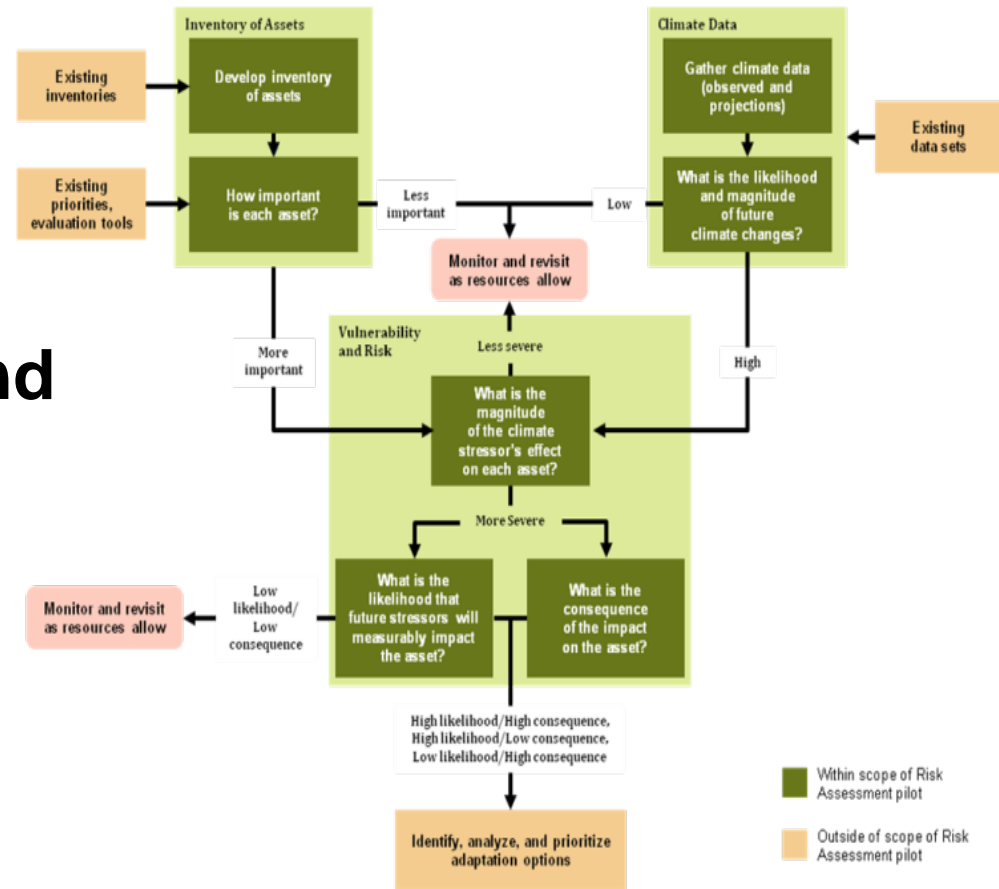 Inventory of Assets
Existing
inventories
Develop inventory
of assets
Existing
priorities,
evaluation tools
How important
is each asset?
Less
important
Climate Data
Gather climate data
(observed and
projections)
Existing
data sets
What is the likelihood
and magnitude
of future
climate changes?
Low
Monitor and revisit
as resources allow
More
important
High
Vulnerability
and Risk
Less severe
What is the
magnitude
of the climate
stressor's effect
on each asset?
More Severe
What is the
likelihood that
future stressors will
measurably impact
the asset?
What is the
consequence
of the impact
on the asset?
Low
likelihood/
Low
consequence
Monitor and revisit
as resources allow
High likelihood/High consequence,
High likelihood/Low consequence,
Low likelihood/High consequence
Identify, analyze, and prioritize
adaptation options
Within scope of Risk
Assessment pilot
Outside of scope of Risk
Assessment pilot